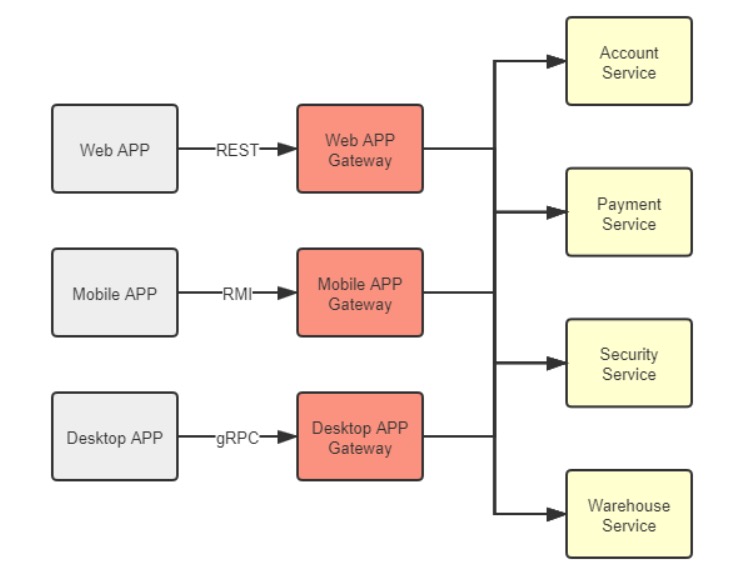 Account
Service
Web APP
REST
Web APP
Gateway
Payment
Service
Mobile APP
RMI
Mobile APP
Gateway
Security
Service
Desktop APP
gRPC
Desktop APP
Gateway
Warehouse
Service